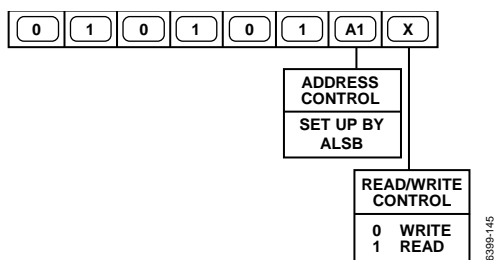 0 1 0 1 0 1 A1 X
ADDRESS
CONTROL
SET UP BY
ALSB
READ/WRITE
CONTROL
0 WRITE
1 READ
6399-145